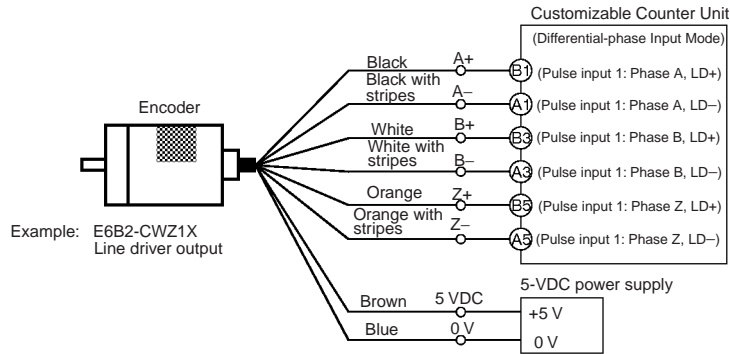 Customizable Counter Unit
(Differential-phase Input Mode)
Black
A+
B1
(Pulse input 1: Phase A, LD+)
Black with
stripes
A–
A1
(Pulse input 1: Phase A, LD–)
Encoder
White
B+
B3
(Pulse input 1: Phase B, LD+)
White with
stripes
B–
A3
(Pulse input 1: Phase B, LD–)
Orange
Z+
B5
(Pulse input 1: Phase Z, LD+)
Orange with
stripes
Z–
A5
(Pulse input 1: Phase Z, LD–)
Example: E6B2-CWZ1X
Line driver output
5-VDC power supply
Brown
5 VDC
+5 V
Blue
0 V
0 V